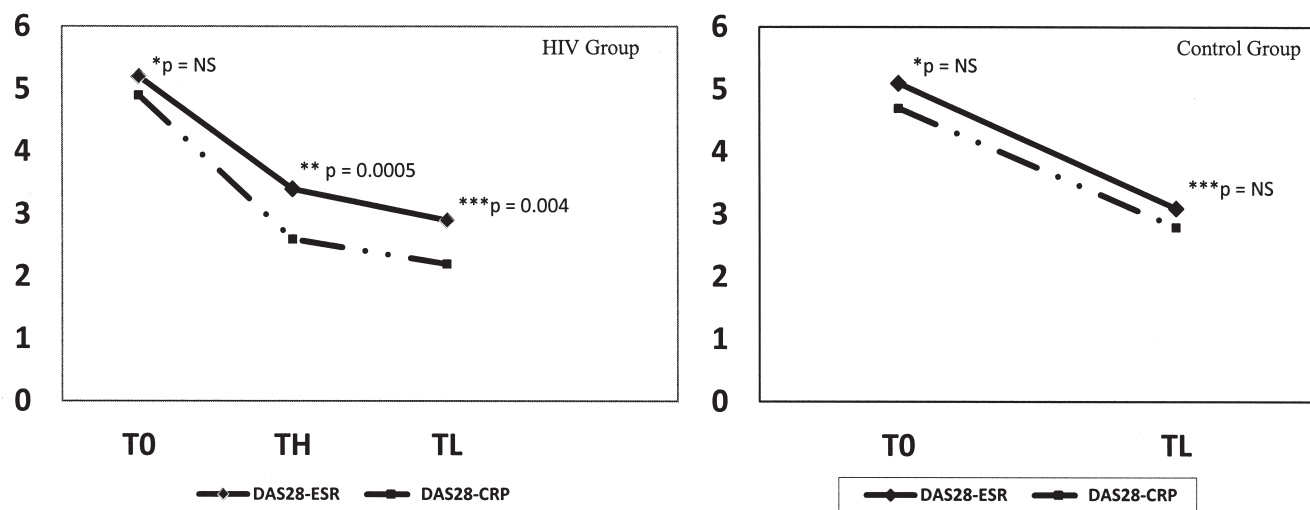 6
5
4
3
2
1
0
HIV Group
*p = NS
** p = 0.0005
***p = 0.004
T0 TH TL
DAS28-ESR DAS28-CRP
6
5
4
3
2
1
0
Control Group
*p = NS
***p = NS
T0 TL
DAS28-ESR DAS28-CRP